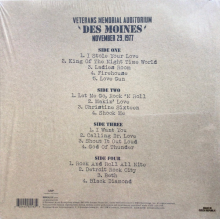 VETERANS MEMORIAL AUDITORIUM
'DES MOINES'
NOVEMBER 29, 1977
SIDE ONE
1. I Stole Your Love
2. King Of The Night Time World
3. Ladies Room
4. Firehouse
5. Love Gun
SIDE TWO
1. Let Me Go, Rock 'N Roll
2. Makin' Love
3. Christine Sixteen
4. Shock Me
SIDE THREE
1. I Want You
2. Calling Dr. Love
3. Shout It Out Loud
4. God Of Thunder
SIDE FOUR
1. Rock And Roll All Nite
2. Detroit Rock City
3. Beth
4. Black Diamond